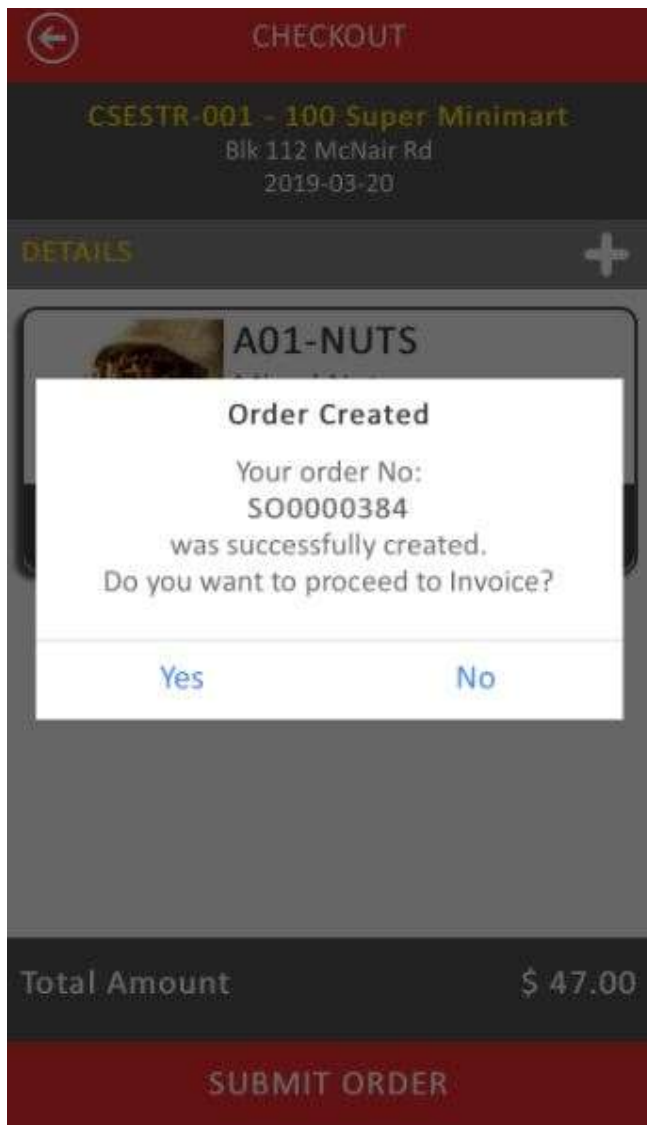 CHECKOUT
CSESTR-001 - 100 Super Minimart
Blk 112 McNair Rd
2019-03-20
DETAILS
A01-NUTS
Order Created
Your order No:
SO0000384
was successfully created.
Do you want to proceed to Invoice?
Yes No
Total Amount $ 47.00
SUBMIT ORDER